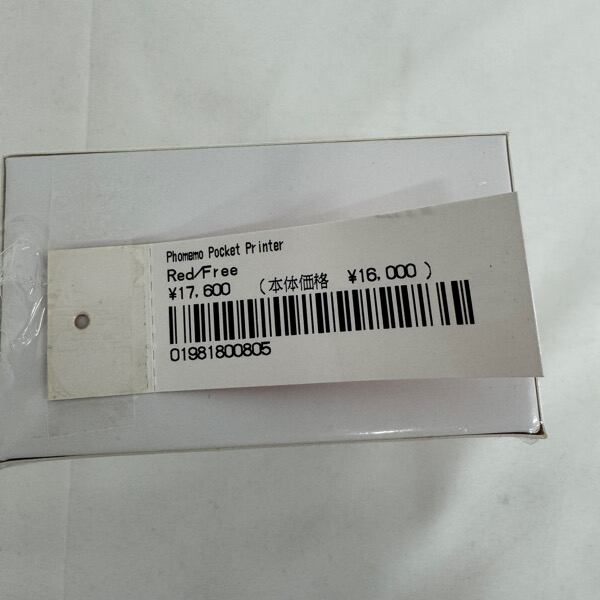 Phomemo Pocket Printer
Red/Free
¥17,600 (本体価格 ¥16,000)
01981800805